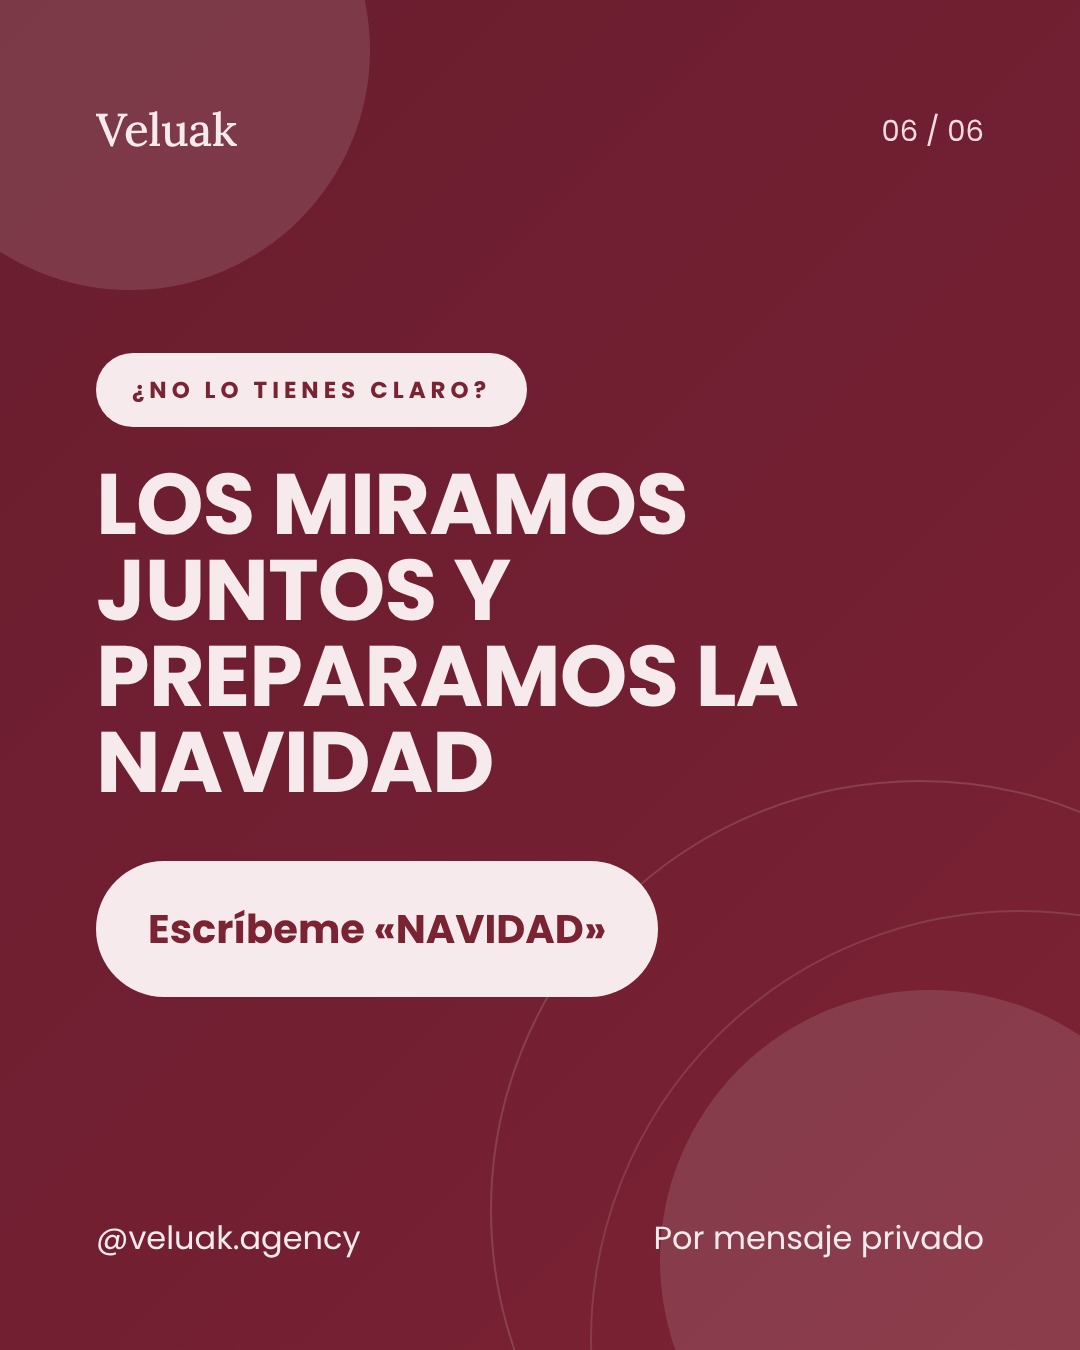 Veluak
06 / 06
¿NO LO TIENES CLARO?
LOS MIRAMOS
JUNTOS Y
PREPARAMOS LA
NAVIDAD
Escríbeme «NAVIDAD»
@veluak.agency
Por mensaje privado